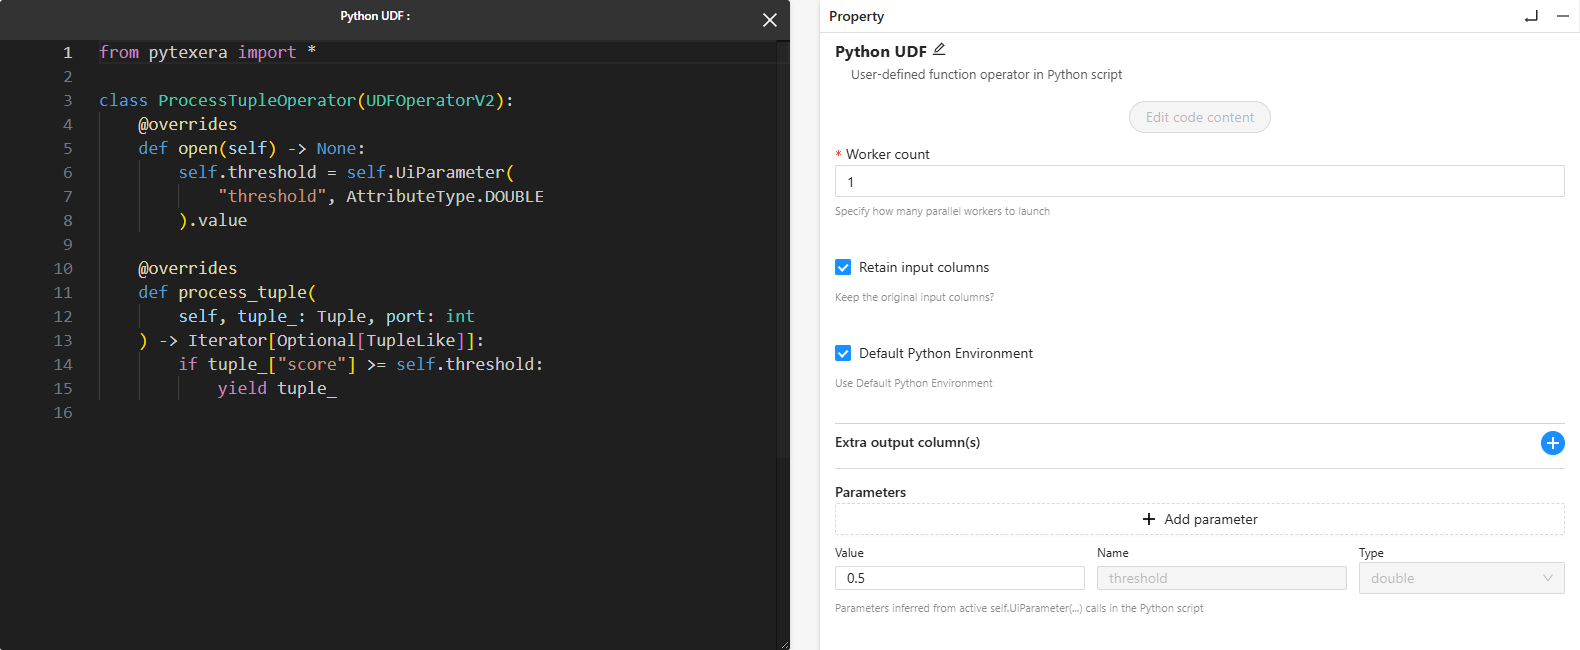 Python UDF :
1 from pytexera import *
2
3 class ProcessTupleOperator(UDFOperatorV2):
4     @overrides
5     def open(self) -> None:
6         self.threshold = self.UiParameter(
7             "threshold", AttributeType.DOUBLE
8         ).value
9
10     @overrides
11     def process_tuple(
12         self, tuple_: Tuple, port: int
13     ) -> Iterator[Optional[TupleLike]]:
14         if tuple_["score"] >= self.threshold:
15             yield tuple_
16
Property
Python UDF
User-defined function operator in Python script
Edit code content
* Worker count
1
Specify how many parallel workers to launch
Retain input columns
Keep the original input columns?
Default Python Environment
Use Default Python Environment
Extra output column(s)
Parameters
Add parameter
Value Name Type
0.5 threshold double
Parameters inferred from active self.UiParameter(...) calls in the Python script